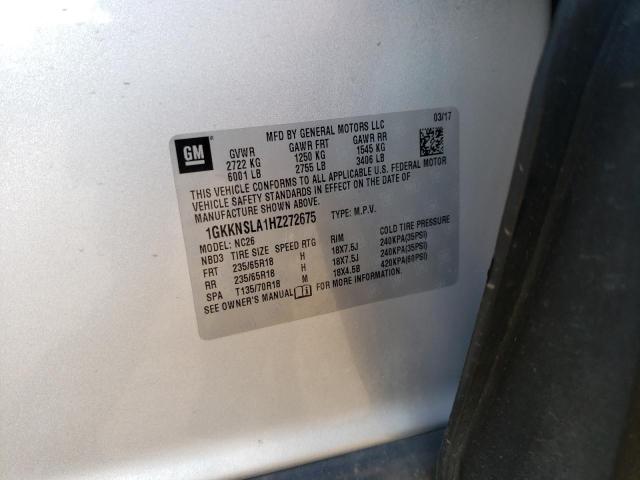 GM
MFD BY GENERAL MOTORS LLC 03/17
GVWR GAWR FRT GAWR RR
2722 KG 1250 KG 1545 KG
6001 LB 2755 LB 3406 LB
THIS VEHICLE CONFORMS TO ALL APPLICABLE U.S. FEDERAL MOTOR
VEHICLE SAFETY STANDARDS IN EFFECT ON THE DATE OF
MANUFACTURE SHOWN ABOVE.
1GKKNSLA1HZ272675 TYPE: M.P.V.
MODEL: NC26
NBD3 TIRE SIZE SPEED RTG RIM COLD TIRE PRESSURE
FRT 235/65R18 H 18X7.5J 240KPA(35PSI)
RR 235/65R18 H 18X7.5J 240KPA(35PSI)
SPA T135/70R18 M 18X4.5B 420KPA(60PSI)
SEE OWNER'S MANUAL FOR MORE INFORMATION.